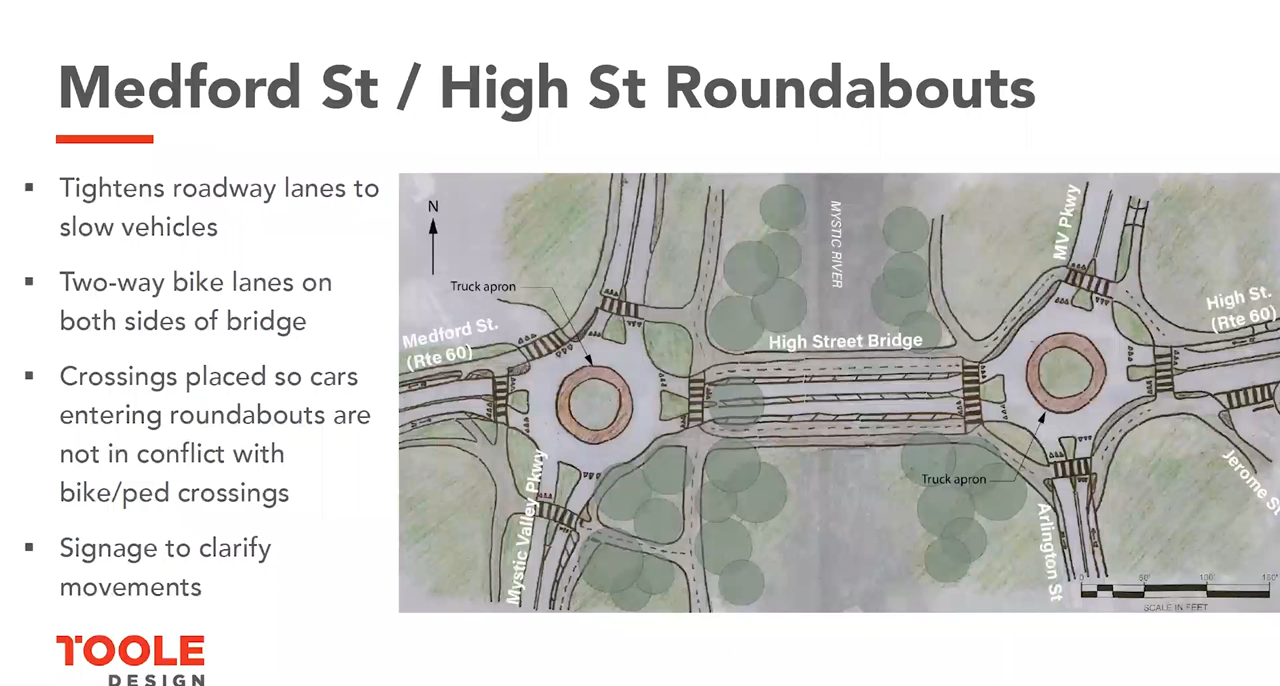 Medford St / High St Roundabouts
▪ Tightens roadway lanes to
slow vehicles
▪ Two-way bike lanes on
both sides of bridge
▪ Crossings placed so cars
entering roundabouts are
not in conflict with
bike/ped crossings
▪ Signage to clarify
movements
TOOLE
DESIGN
N
Truck apron
Medford St.
(Rte 60)
Mystic Valley Pkwy
MYSTIC RIVER
High Street Bridge
MV Pkwy
High St.
(Rte 60)
Truck apron
Jerome St
Arlington St
0 50' 100' 150'
SCALE IN FEET